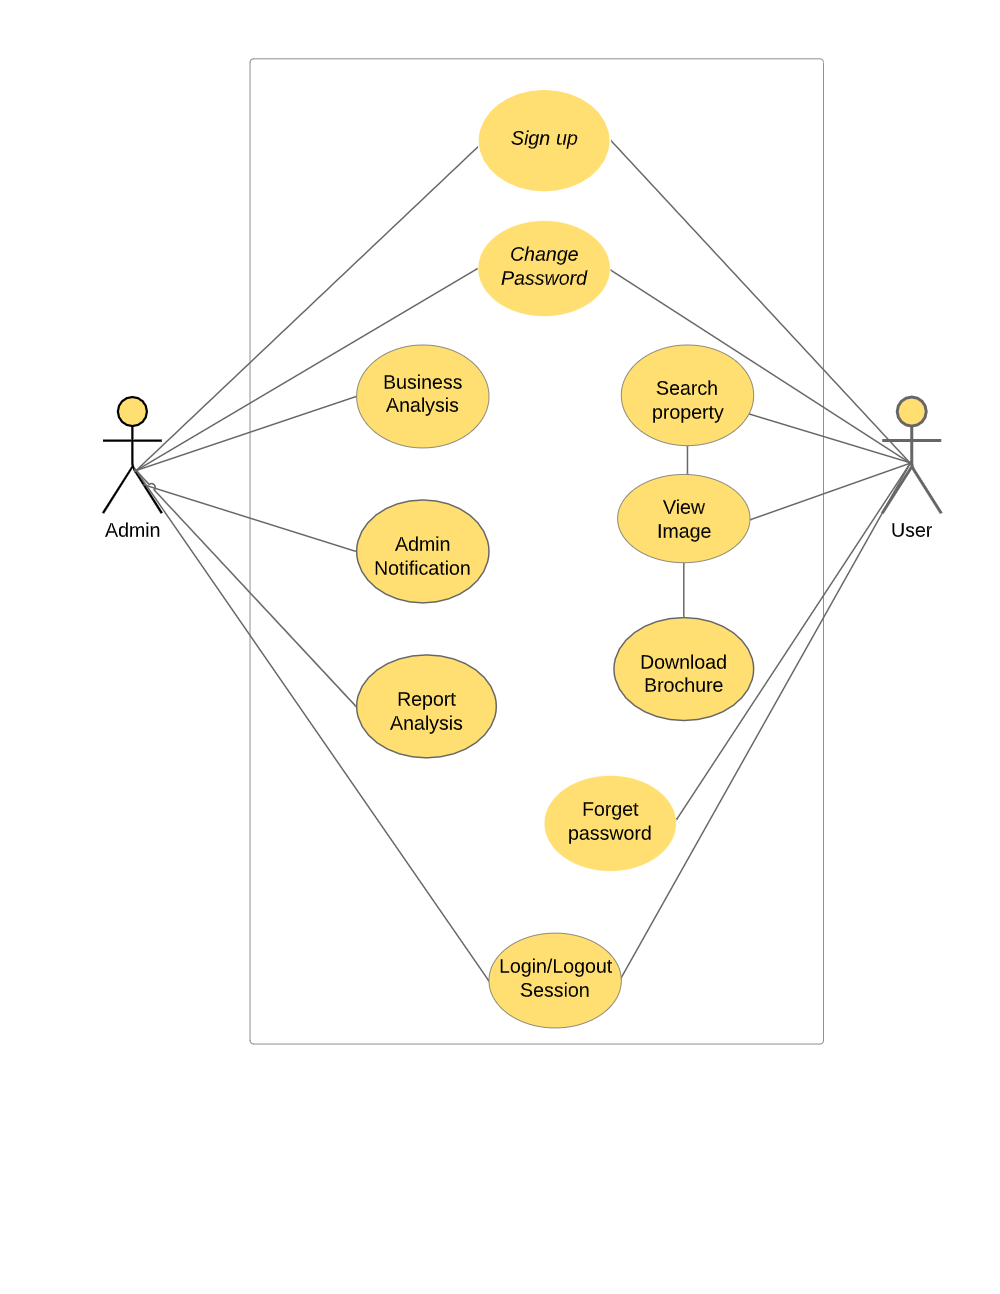 Sign up
Change
Password
Business
Analysis
Search
property
Admin
User
View
Image
Admin
Notification
Download
Brochure
Report
Analysis
Forget
password
Login/Logout
Session